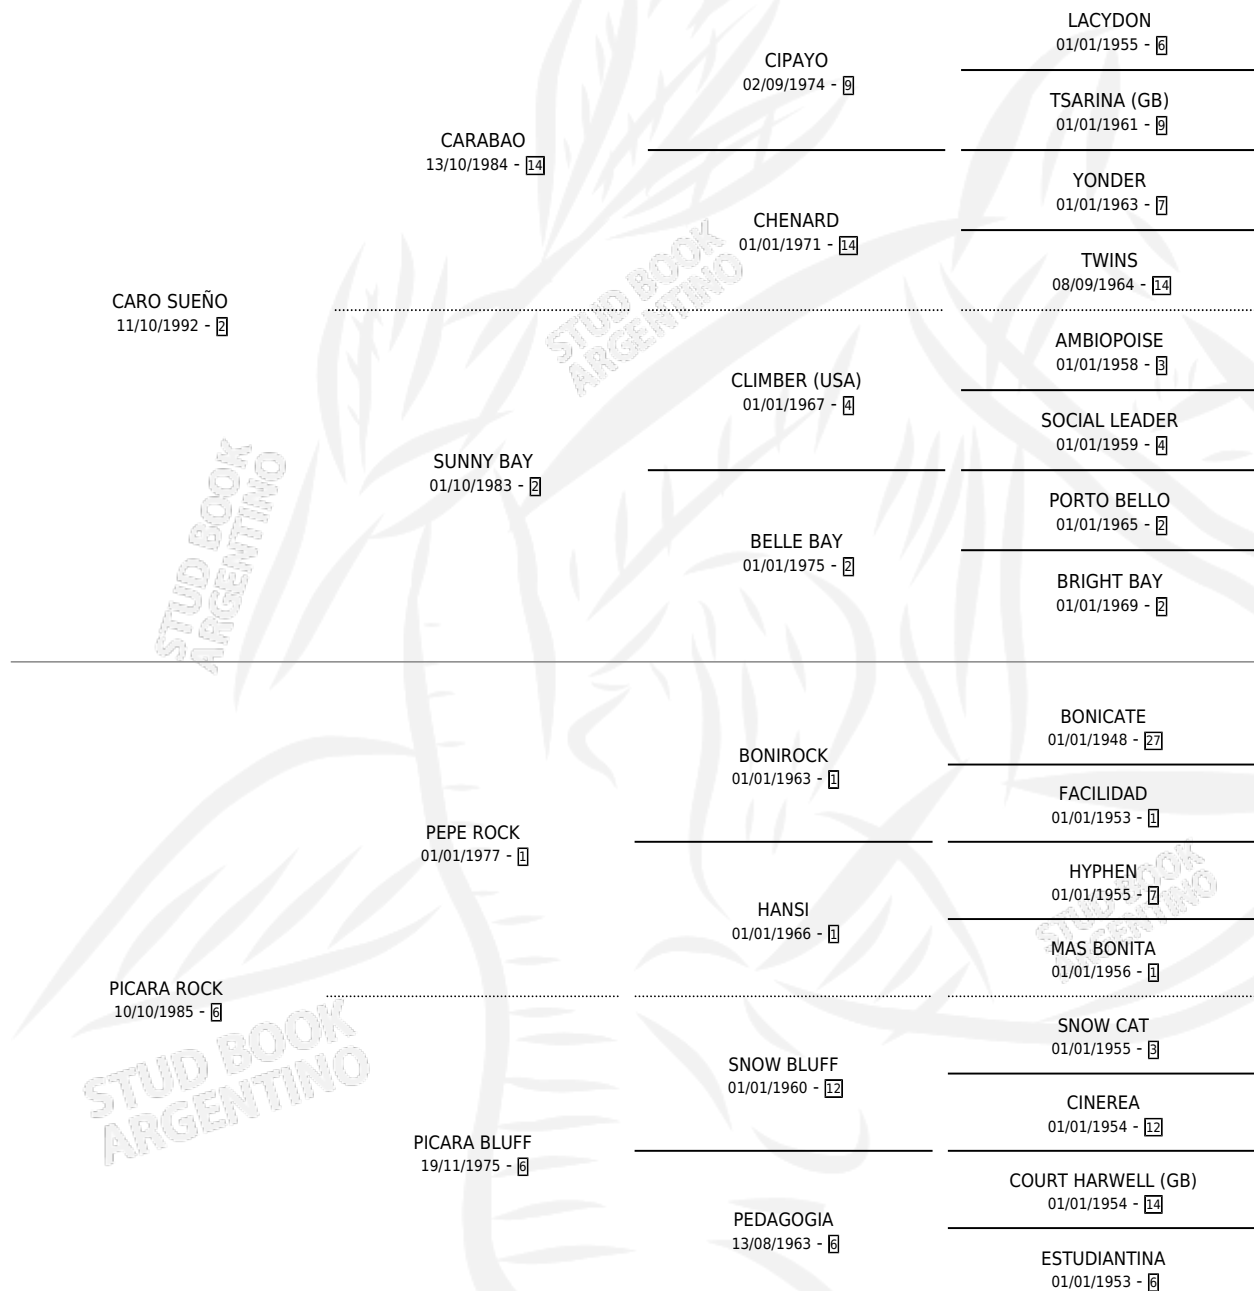 LACYDON
01/01/1955 - 6
CIPAYO
02/09/1974 - 9
TSARINA (GB)
01/01/1961 - 9
CARABAO
13/10/1984 - 14
YONDER
01/01/1963 - 7
CHENARD
01/01/1971 - 14
TWINS
08/09/1964 - 14
CARO SUEÑO
11/10/1992 - 2
STUD BOOK
ARGENTINO
AMBIOPOISE
01/01/1958 - 3
CLIMBER (USA)
01/01/1967 - 4
SOCIAL LEADER
01/01/1959 - 4
SUNNY BAY
01/10/1983 - 2
PORTO BELLO
01/01/1965 - 2
BELLE BAY
01/01/1975 - 2
BRIGHT BAY
01/01/1969 - 2
STUD BOOK
ARGENTINO
BONICATE
01/01/1948 - 27
BONIROCK
01/01/1963 - 1
FACILIDAD
01/01/1953 - 1
PEPE ROCK
01/01/1977 - 1
HYPHEN
01/01/1955 - 7
HANSI
01/01/1966 - 1
STUD BOOK
ARGENTINO
MAS BONITA
01/01/1956 - 1
PICARA ROCK
10/10/1985 - 6
STUD BOOK
ARGENTINO
SNOW CAT
01/01/1955 - 3
SNOW BLUFF
01/01/1960 - 12
CINEREA
01/01/1954 - 12
PICARA BLUFF
19/11/1975 - 6
COURT HARWELL (GB)
01/01/1954 - 14
PEDAGOGIA
13/08/1963 - 6
ESTUDIANTINA
01/01/1953 - 6